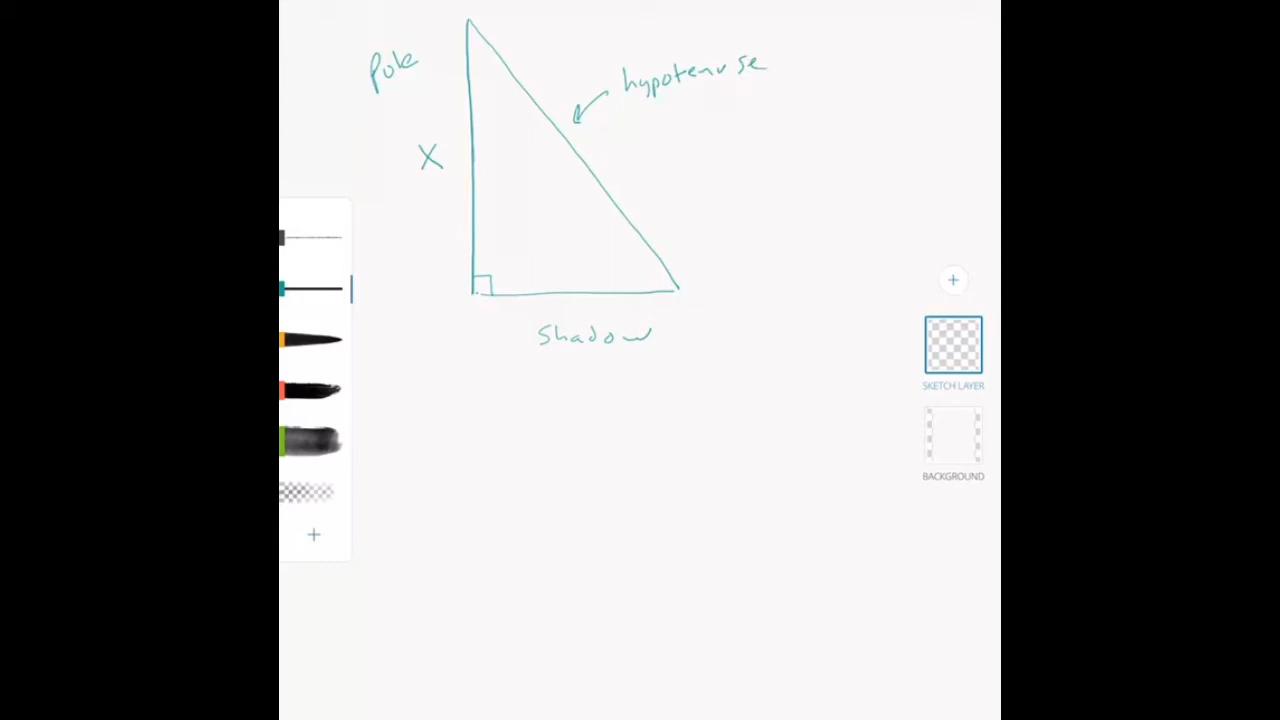 Pole
hypotenuse
X
Shadow
+
SKETCH LAYER
BACKGROUND
+